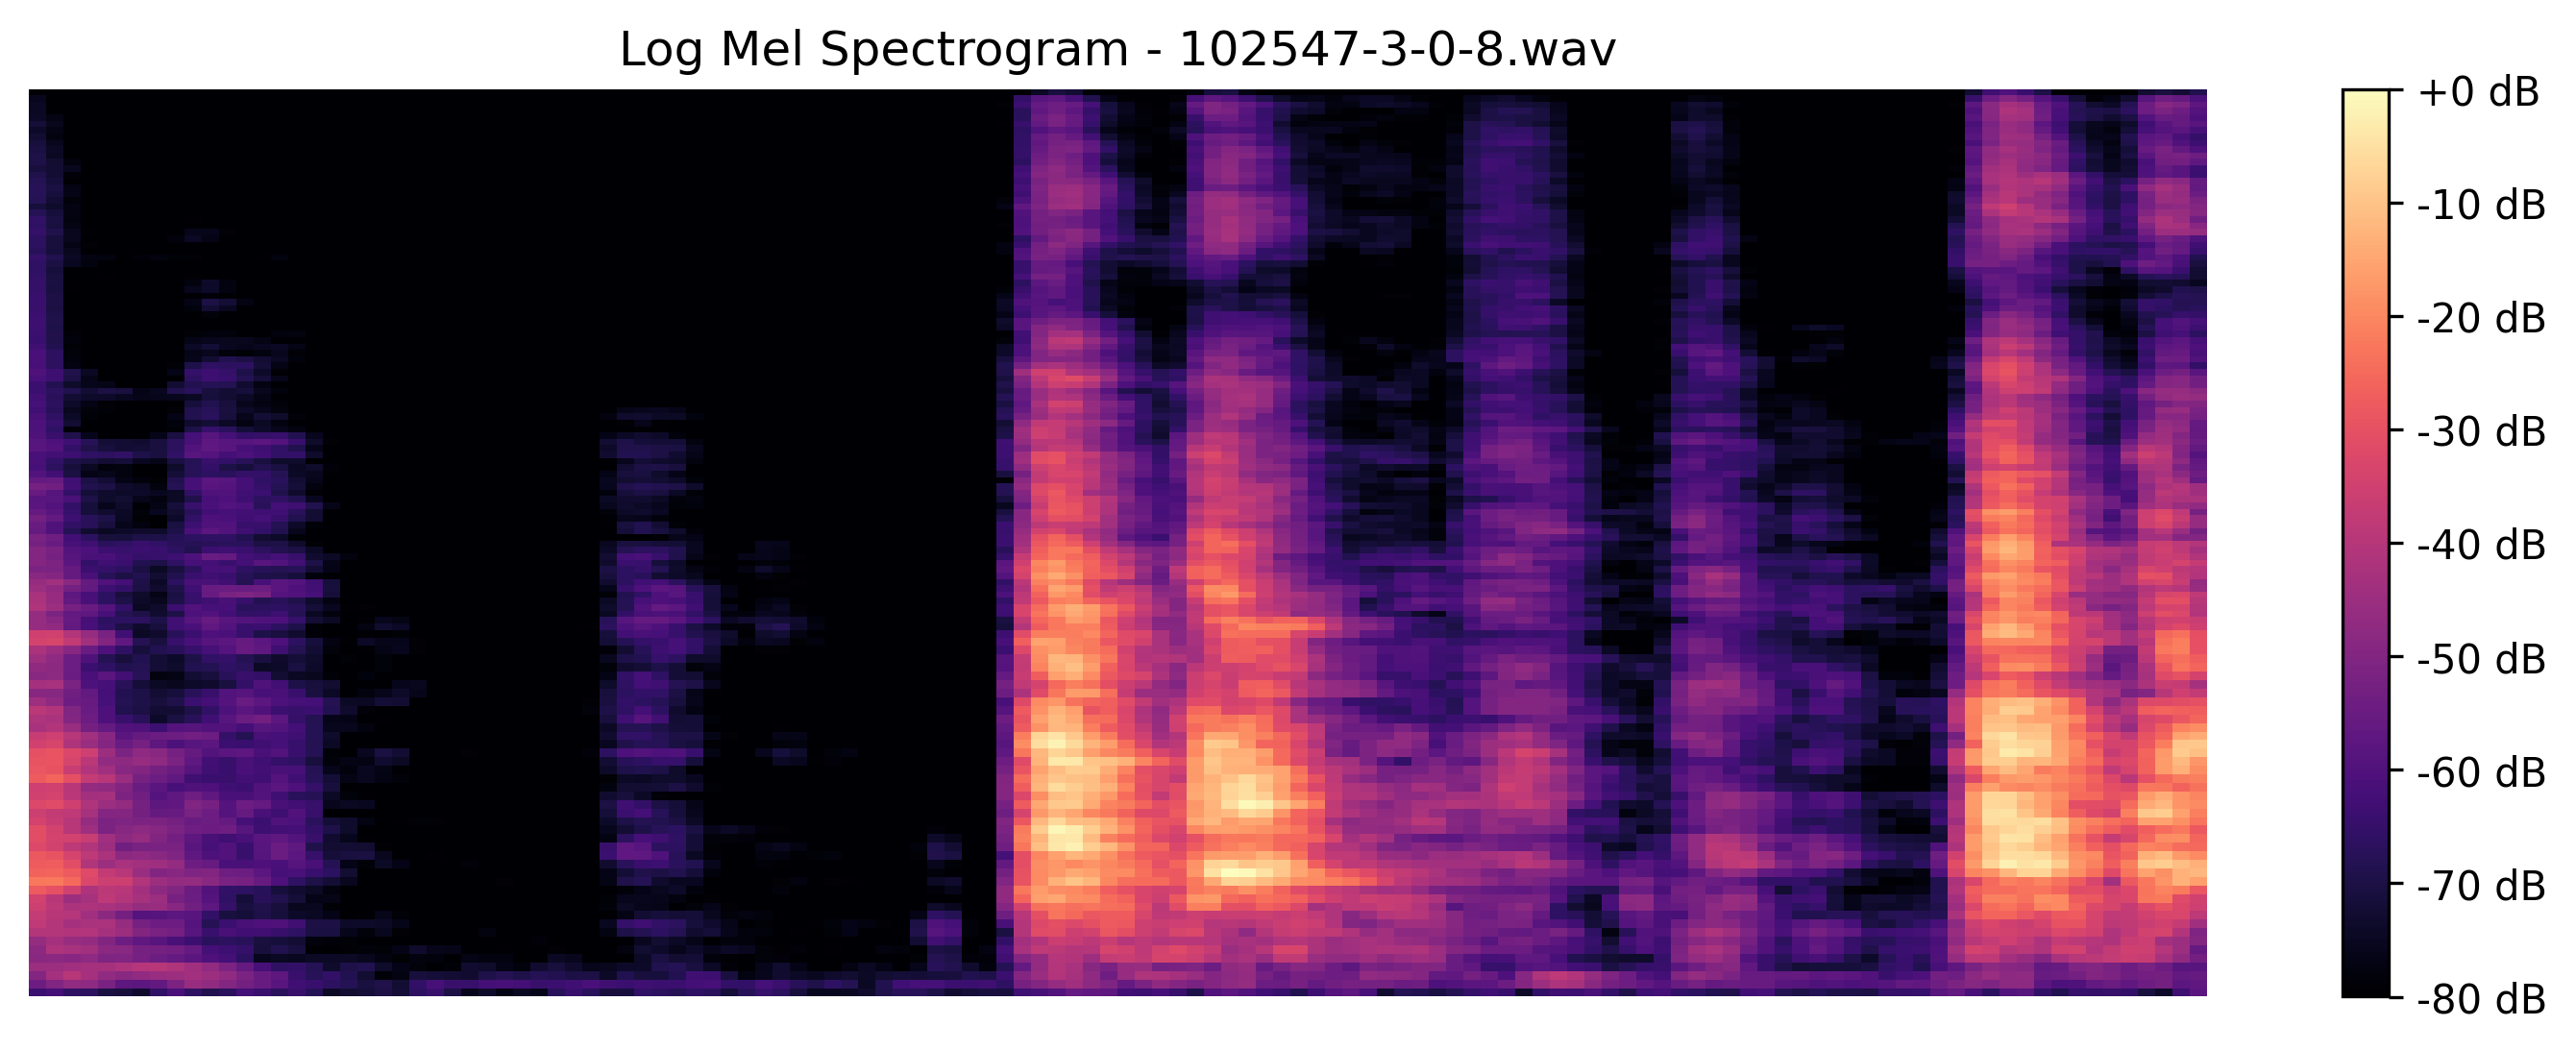 Log Mel Spectrogram - 102547-3-0-8.wav
+0 dB
-10 dB
-20 dB
-30 dB
-40 dB
-50 dB
-60 dB
-70 dB
-80 dB